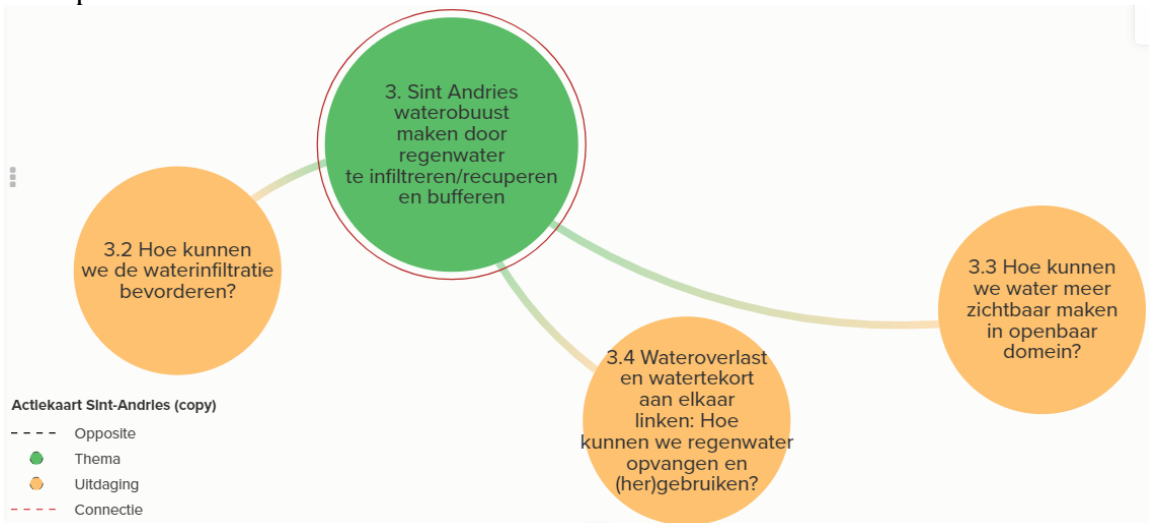 3. Sint Andries
waterobuust
maken door
regenwater
te infiltreren/recuperen
en bufferen
3.2 Hoe kunnen
we de waterinfiltratie
bevorderen?
3.3 Hoe kunnen
we water meer
zichtbaar maken
in openbaar
domein?
3.4 Wateroverlast
en watertekort
aan elkaar
linken: Hoe
kunnen we regenwater
opvangen en
(her)gebruiken?
Actiekaart Sint-Andries (copy)
Opposite
Thema
Uitdaging
Connectie